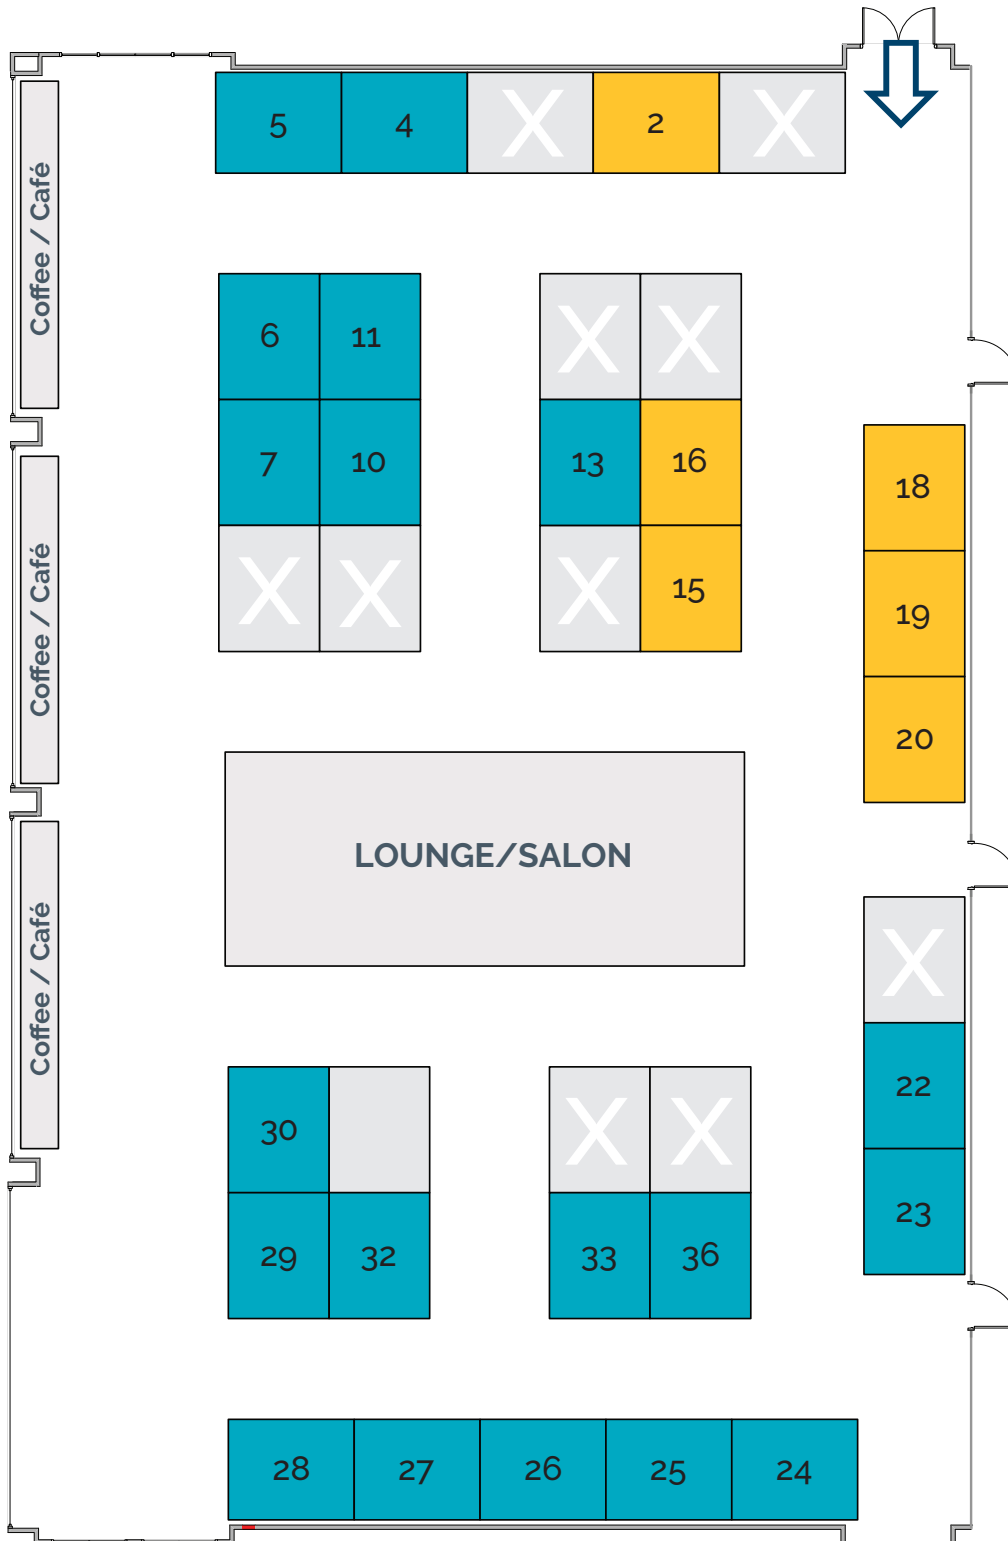 5 4 X 2 X
Coffee / Café
6 11 X X
7 10 13 16
X X X 15
18
19
20
Coffee / Café
LOUNGE/SALON
Coffee / Café
X
22
23
30 X X
29 32 33 36
28 27 26 25 24